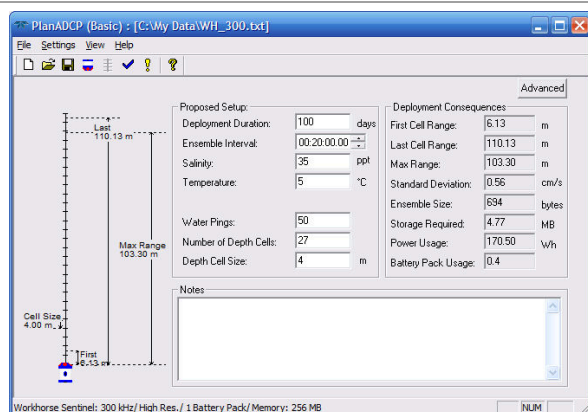 PlanADCP (Basic) : [C:\My Data\WH_300.txt]
File Settings View Help
Advanced
Last
110.13 m
Max Range
103.30 m
Cell Size
4.00 m
First
6.13 m
Proposed Setup:
Deployment Duration: 100 days
Ensemble Interval: 00:20:00.00
Salinity: 35 ppt
Temperature: 5 °C
Water Pings: 50
Number of Depth Cells: 27
Depth Cell Size: 4 m
Deployment Consequences
First Cell Range: 6.13 m
Last Cell Range: 110.13 m
Max Range: 103.30 m
Standard Deviation: 0.56 cm/s
Ensemble Size: 694 bytes
Storage Required: 4.77 MB
Power Usage: 170.50 Wh
Battery Pack Usage: 0.4
Notes
Workhorse Sentinel: 300 kHz/ High Res./ 1 Battery Pack/ Memory: 256 MB
NUM